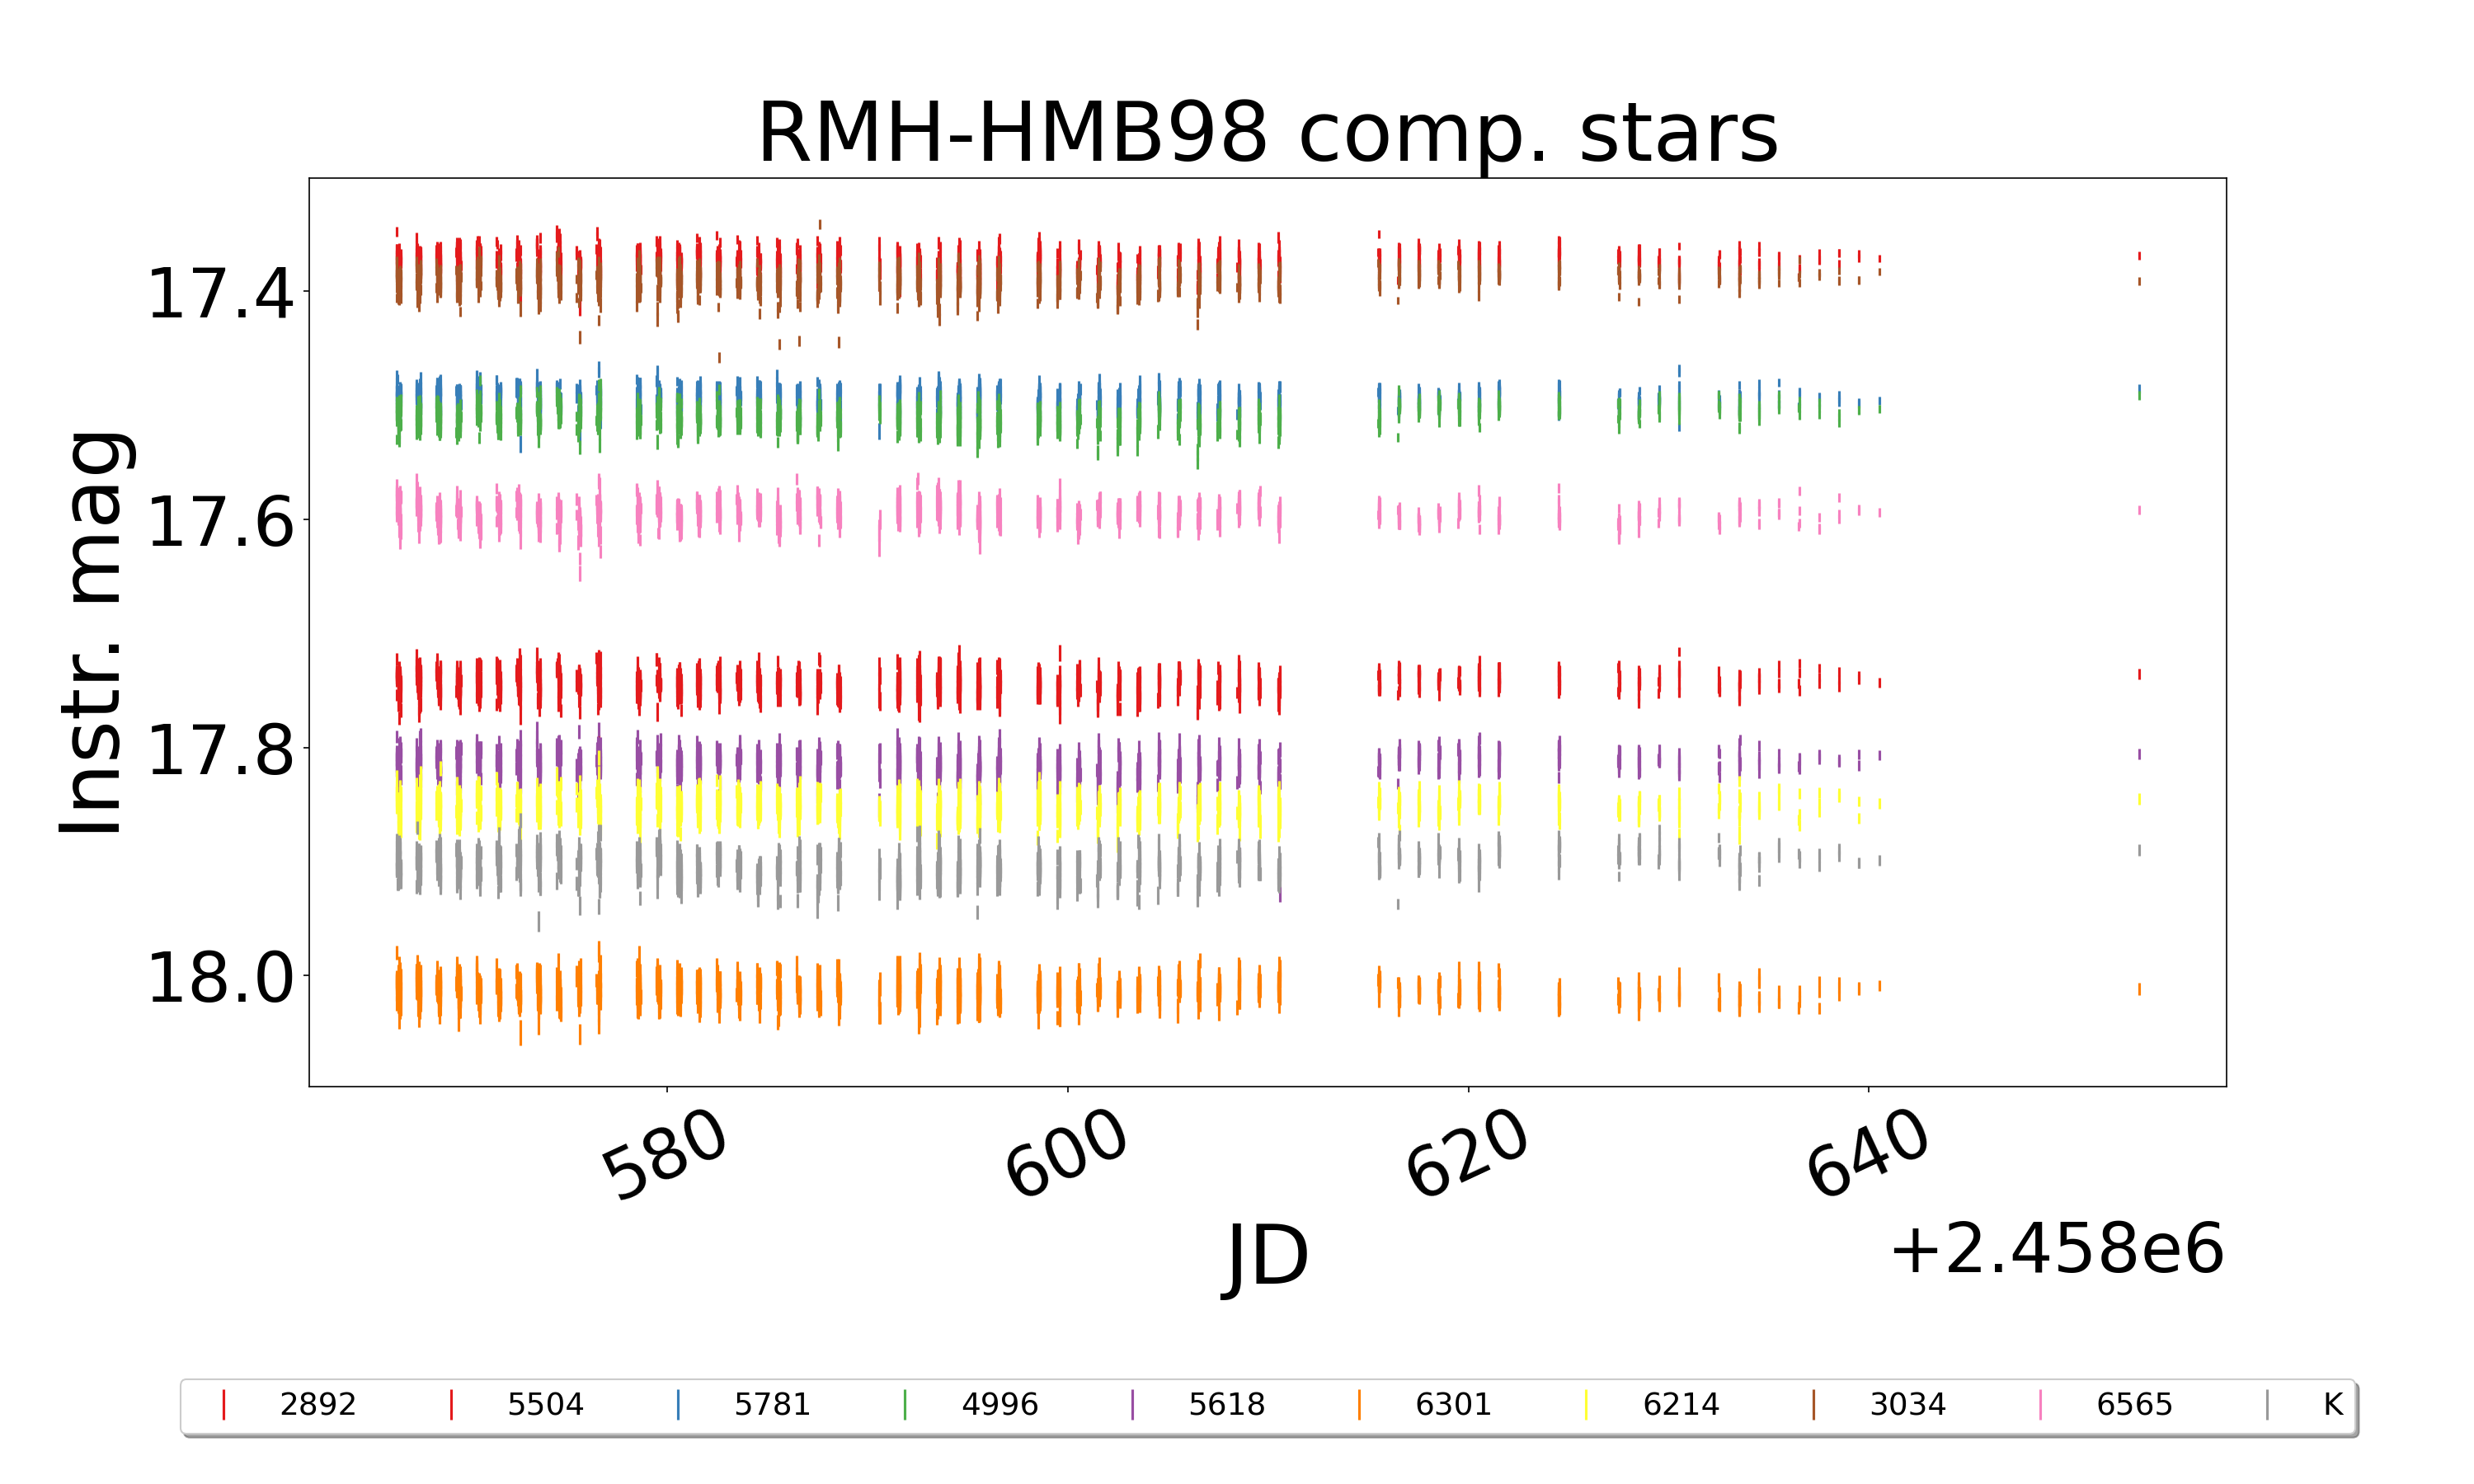 RMH-HMB98 comp. stars
Instr. mag
17.4
17.6
17.8
18.0
580 600 620 640
JD
+2.458e6
2892 5504 5781 4996 5618 6301 6214 3034 6565 K